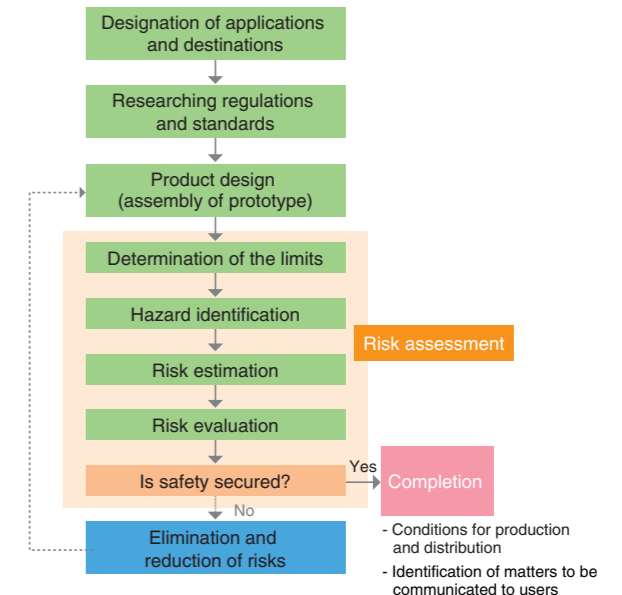 Designation of applications
and destinations
Researching regulations
and standards
Product design
(assembly of prototype)
Determination of the limits
Hazard identification
Risk assessment
Risk estimation
Risk evaluation
Is safety secured?
Yes
Completion
No
Elimination and
reduction of risks
- Conditions for production
and distribution
- Identification of matters to be
communicated to users